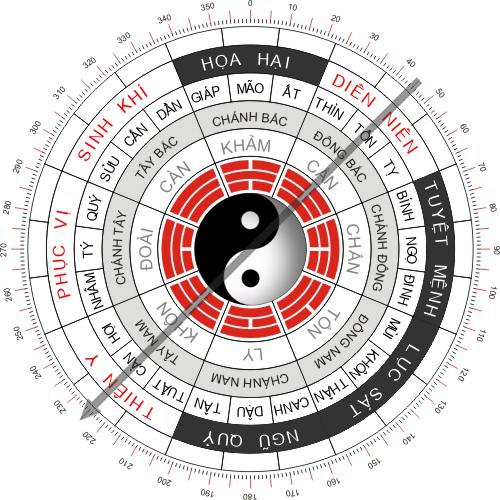 0
10
20
30
40
50
60
70
80
90
100
110
120
130
140
150
160
170
180
190
200
210
220
230
240
250
260
270
280
290
300
310
320
330
340
350
HỌA HẠI
DIÊN NIÊN
TUYỆT MỆNH
LỤC SÁT
NGŨ QUỶ
THIÊN Y
PHỤC VỊ
SINH KHÍ
GIÁP
MÃO
ẤT
THÌN
TỐN
TỴ
BÍNH
NGỌ
ĐINH
MÙI
KHÔN
THÂN
CANH
DẬU
TÂN
TUẤT
CÀN
HỢI
NHÂM
TÝ
QUÝ
SỬU
CẤN
DẦN
CHÁNH BẮC
ĐÔNG BẮC
CHÁNH ĐÔNG
ĐÔNG NAM
CHÁNH NAM
TÂY NAM
CHÁNH TÂY
TÂY BẮC
KHẢM
CẤN
CHẤN
TỐN
LY
KHÔN
ĐOÀI
CÀN